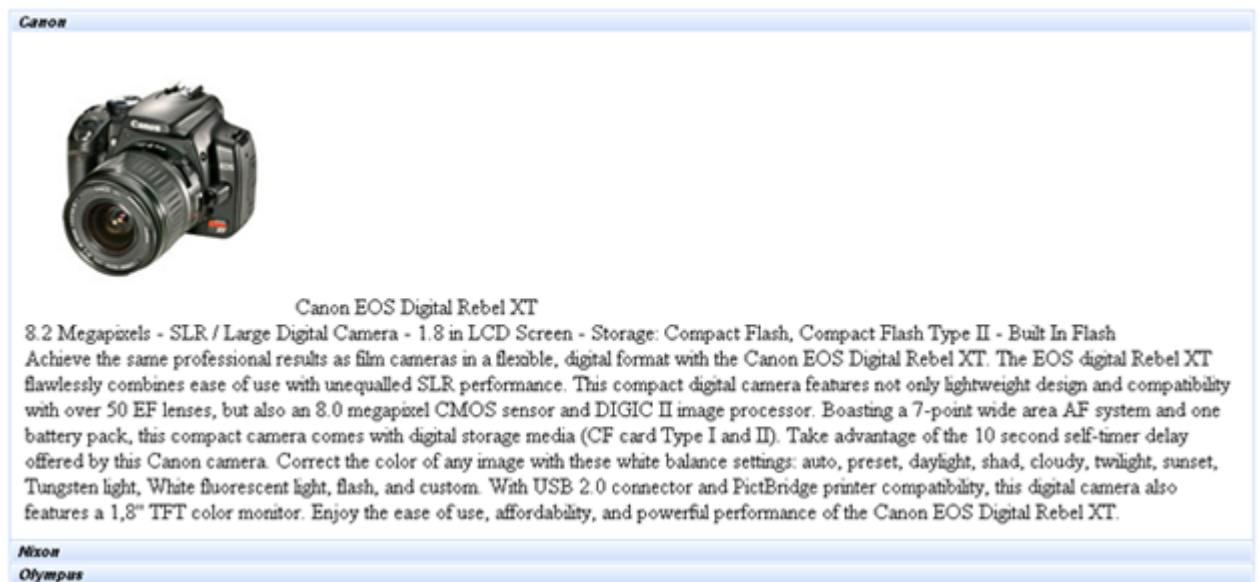 Canon
Canon
EOS
Canon EOS Digital Rebel XT
8.2 Megapixels - SLR / Large Digital Camera - 1.8 in LCD Screen - Storage: Compact Flash, Compact Flash Type II - Built In Flash
Achieve the same professional results as film cameras in a flexible, digital format with the Canon EOS Digital Rebel XT. The EOS digital Rebel XT
flawlessly combines ease of use with unequalled SLR performance. This compact digital camera features not only lightweight design and compatibility
with over 50 EF lenses, but also an 8.0 megapixel CMOS sensor and DIGIC II image processor. Boasting a 7-point wide area AF system and one
battery pack, this compact camera comes with digital storage media (CF card Type I and II). Take advantage of the 10 second self-timer delay
offered by this Canon camera. Correct the color of any image with these white balance settings: auto, preset, daylight, shad, cloudy, twilight, sunset,
Tungsten light, White fluorescent light, flash, and custom. With USB 2.0 connector and PictBridge printer compatibility, this digital camera also
features a 1,8" TFT color monitor. Enjoy the ease of use, affordability, and powerful performance of the Canon EOS Digital Rebel XT.
Nixon
Olympus